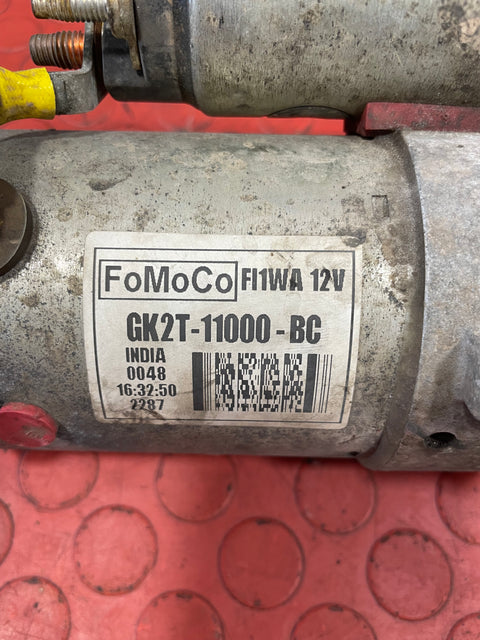 FoMoCo FI1WA 12V
GK2T-11000-BC
INDIA
0048
16:32:50
2287